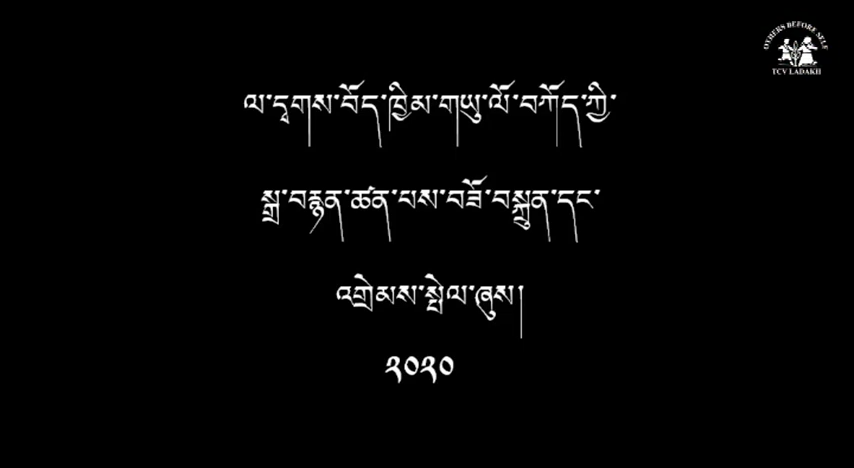 OTHERS BEFORE SELF
TCV LADAKH
ལ་དྭགས་བོད་ཁྱིམ་གཡུ་ལོ་བཀོད་ཀྱི་
སྒྲ་བརྙན་ཚན་པས་བཟོ་བསྐྲུན་དང་
འགྲེམས་སྤེལ་ཞུས།
༢༠༢༠